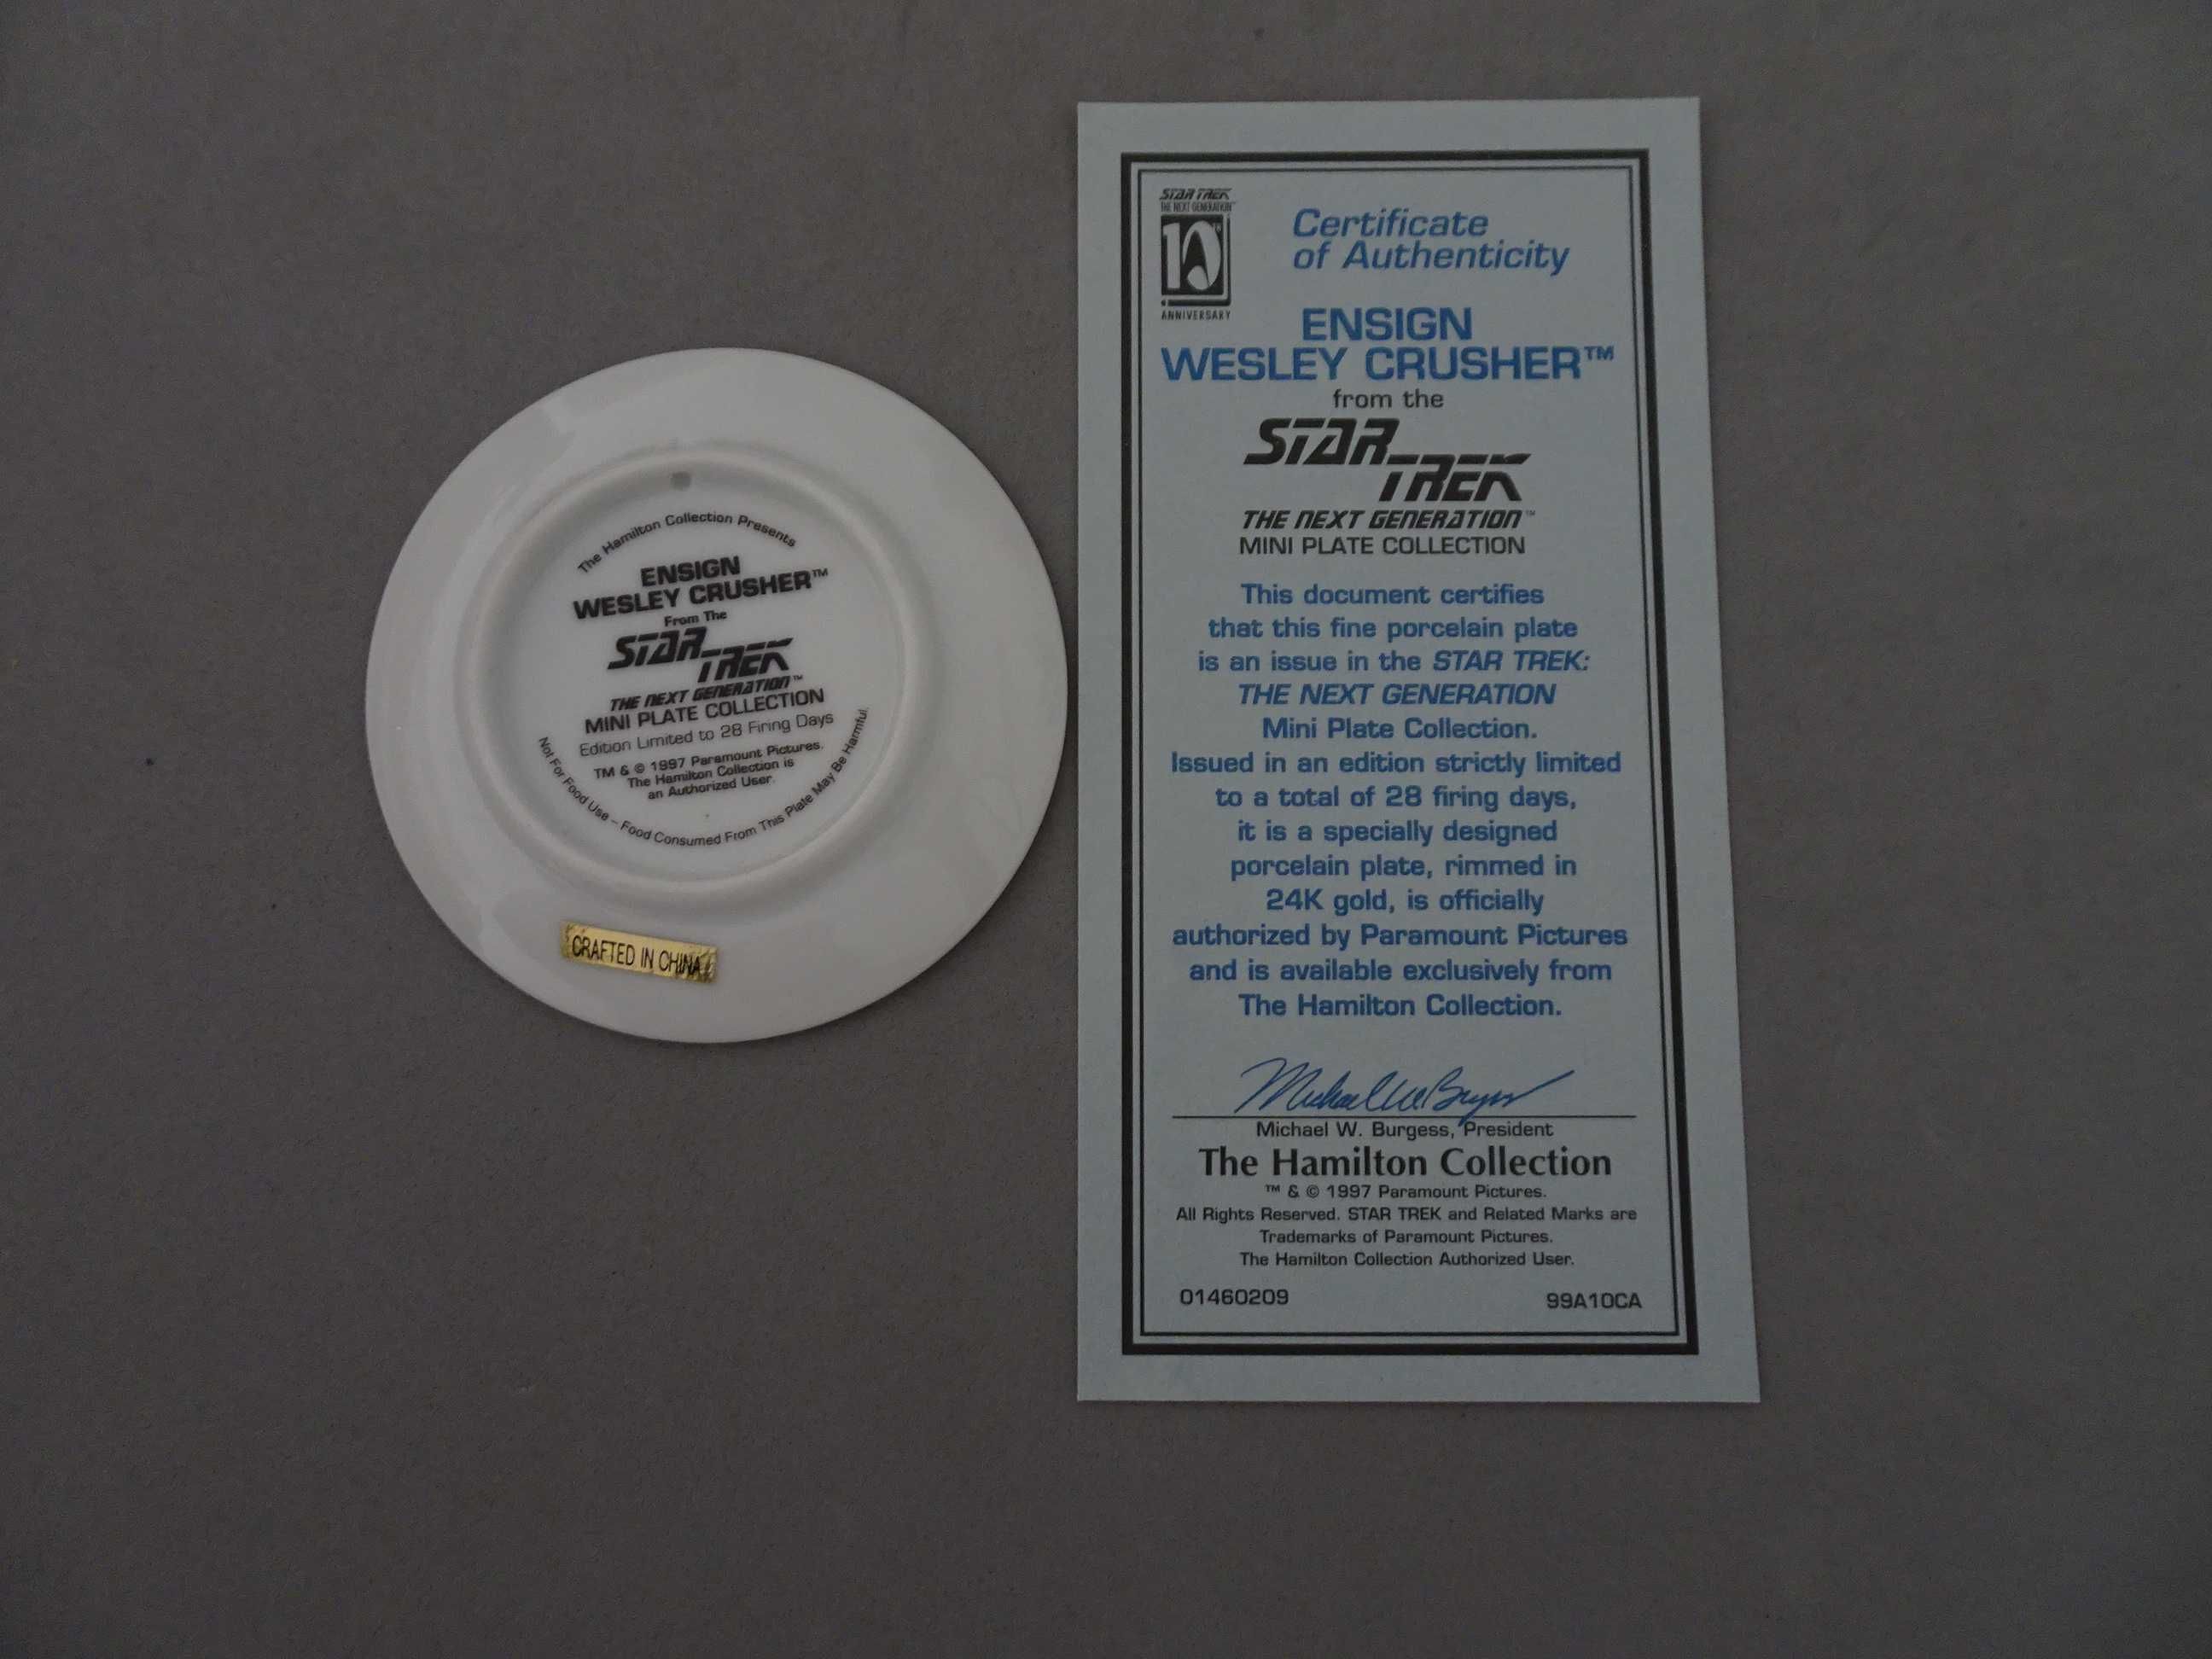 The Hamilton Collection Presents
ENSIGN
WESLEY CRUSHER™
From The
STAR TREK
THE NEXT GENERATION™
MINI PLATE COLLECTION
Edition Limited to 28 Firing Days
TM & © 1997 Paramount Pictures.
The Hamilton Collection is
an Authorized User.
Not For Food Use – Food Consumed From This Plate May Be Harmful.
CRAFTED IN CHINA
STAR TREK
THE NEXT GENERATION™
10
ANNIVERSARY
Certificate
of Authenticity
ENSIGN
WESLEY CRUSHER™
from the
STAR
TREK
THE NEXT GENERATION™
MINI PLATE COLLECTION
This document certifies
that this fine porcelain plate
is an issue in the STAR TREK:
THE NEXT GENERATION
Mini Plate Collection.
Issued in an edition strictly limited
to a total of 28 firing days,
it is a specially designed
porcelain plate, rimmed in
24K gold, is officially
authorized by Paramount Pictures
and is available exclusively from
The Hamilton Collection.
Michael W. Burgess
Michael W. Burgess, President
The Hamilton Collection
™ & © 1997 Paramount Pictures.
All Rights Reserved. STAR TREK and Related Marks are
Trademarks of Paramount Pictures.
The Hamilton Collection Authorized User.
01460209 99A10CA